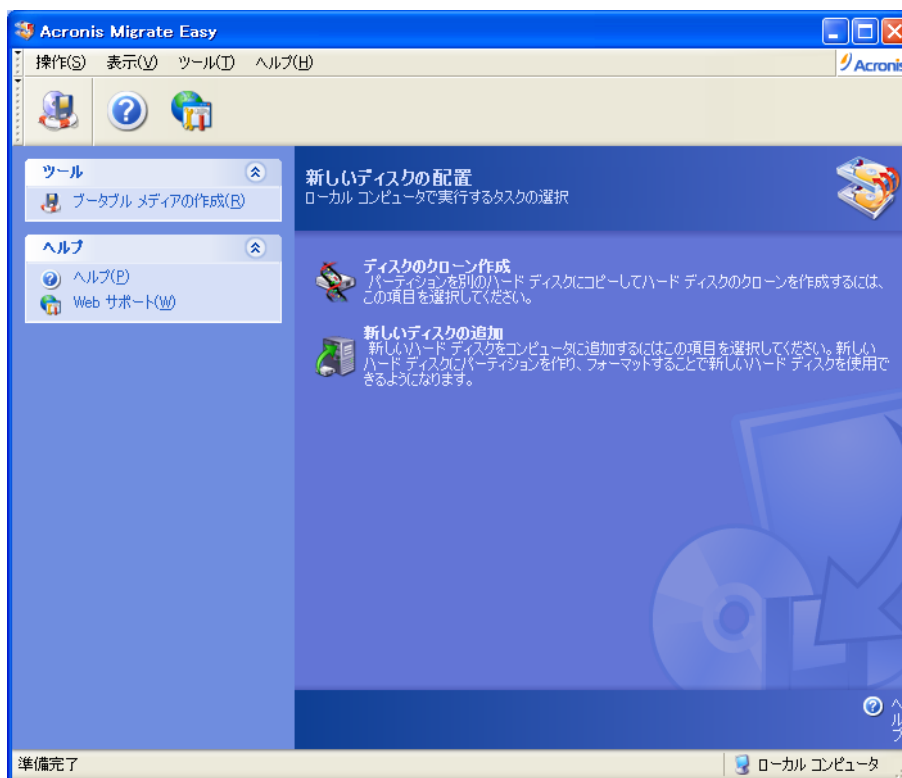 Acronis Migrate Easy
操作(S) 表示(V) ツール(T) ヘルプ(H)
Acronis
ツール
ブータブル メディアの作成(R)
ヘルプ
ヘルプ(P)
Web サポート(W)
新しいディスクの配置
ローカル コンピュータで実行するタスクの選択
ディスクのクローン作成
パーティションを別のハード ディスクにコピーしてハード ディスクのクローンを作成するには、
この項目を選択してください。
新しいディスクの追加
新しいハード ディスクをコンピュータに追加するにはこの項目を選択してください。新しい
ハード ディスクにパーティションを作り、フォーマットすることで新しいハード ディスクを使用で
きるようになります。
ヘルプ
準備完了
ローカル コンピュータ